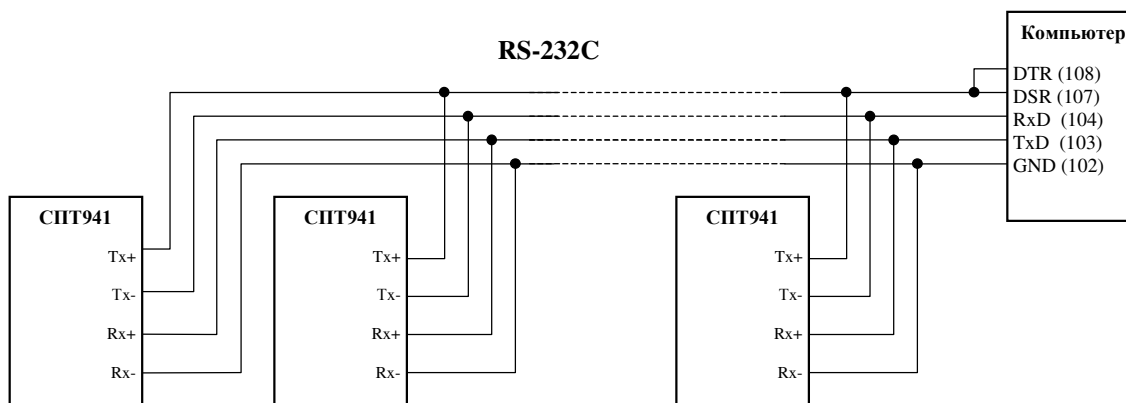 RS-232C
Компьютер
DTR (108)
DSR (107)
RxD (104)
TxD (103)
GND (102)
СПТ941
Tx+
Tx-
Rx+
Rx-
СПТ941
Tx+
Tx-
Rx+
Rx-
СПТ941
Tx+
Tx-
Rx+
Rx-